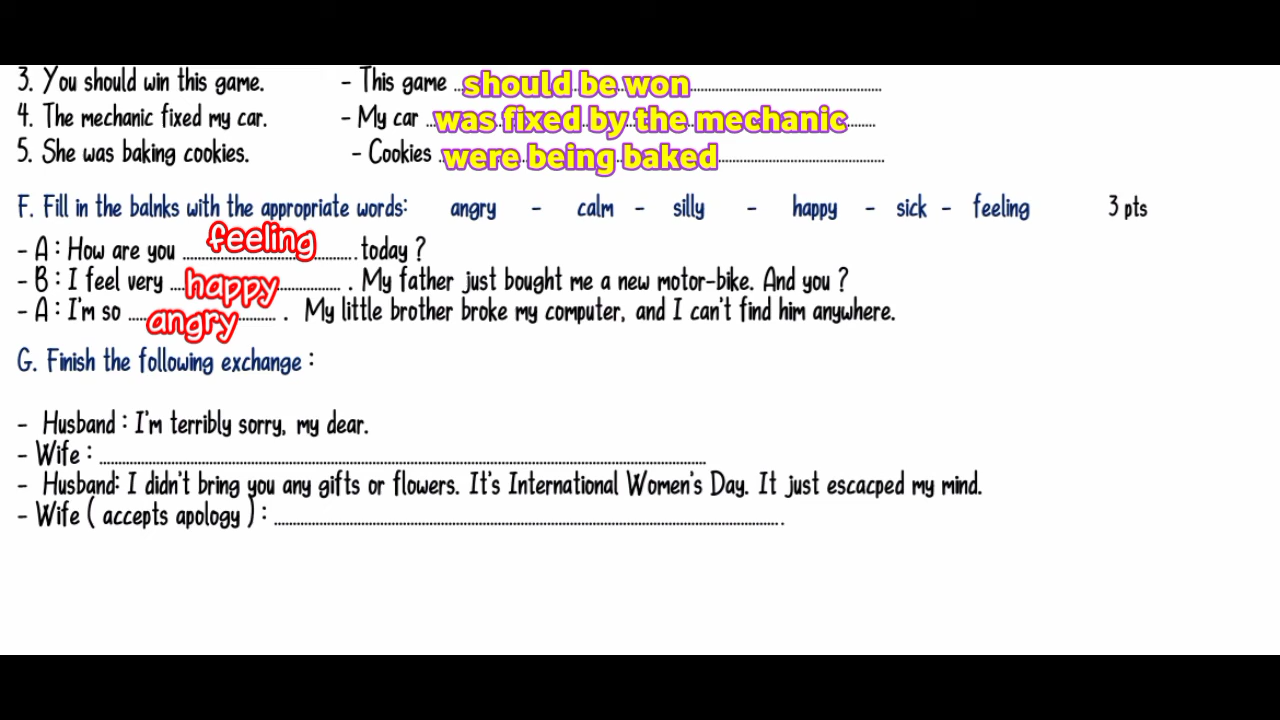 3. You should win this game. - This game ..should be won..............
4. The mechanic fixed my car. - My car ..was fixed by the mechanic.......
5. She was baking cookies. - Cookies ..were being baked..............
F. Fill in the balnks with the appropriate words: angry - calm - silly - happy - sick - feeling 3 pts
- A : How are you ......feeling....... today ?
- B : I feel very ....happy........ . My father just bought me a new motor-bike. And you ?
- A : I'm so .....angry........ . My little brother broke my computer, and I can't find him anywhere.
G. Finish the following exchange :
- Husband : I'm terribly sorry, my dear.
- Wife : ..............................
- Husband: I didn't bring you any gifts or flowers. It's International Women's Day. It just escacped my mind.
- Wife ( accepts apology ) : ..............................